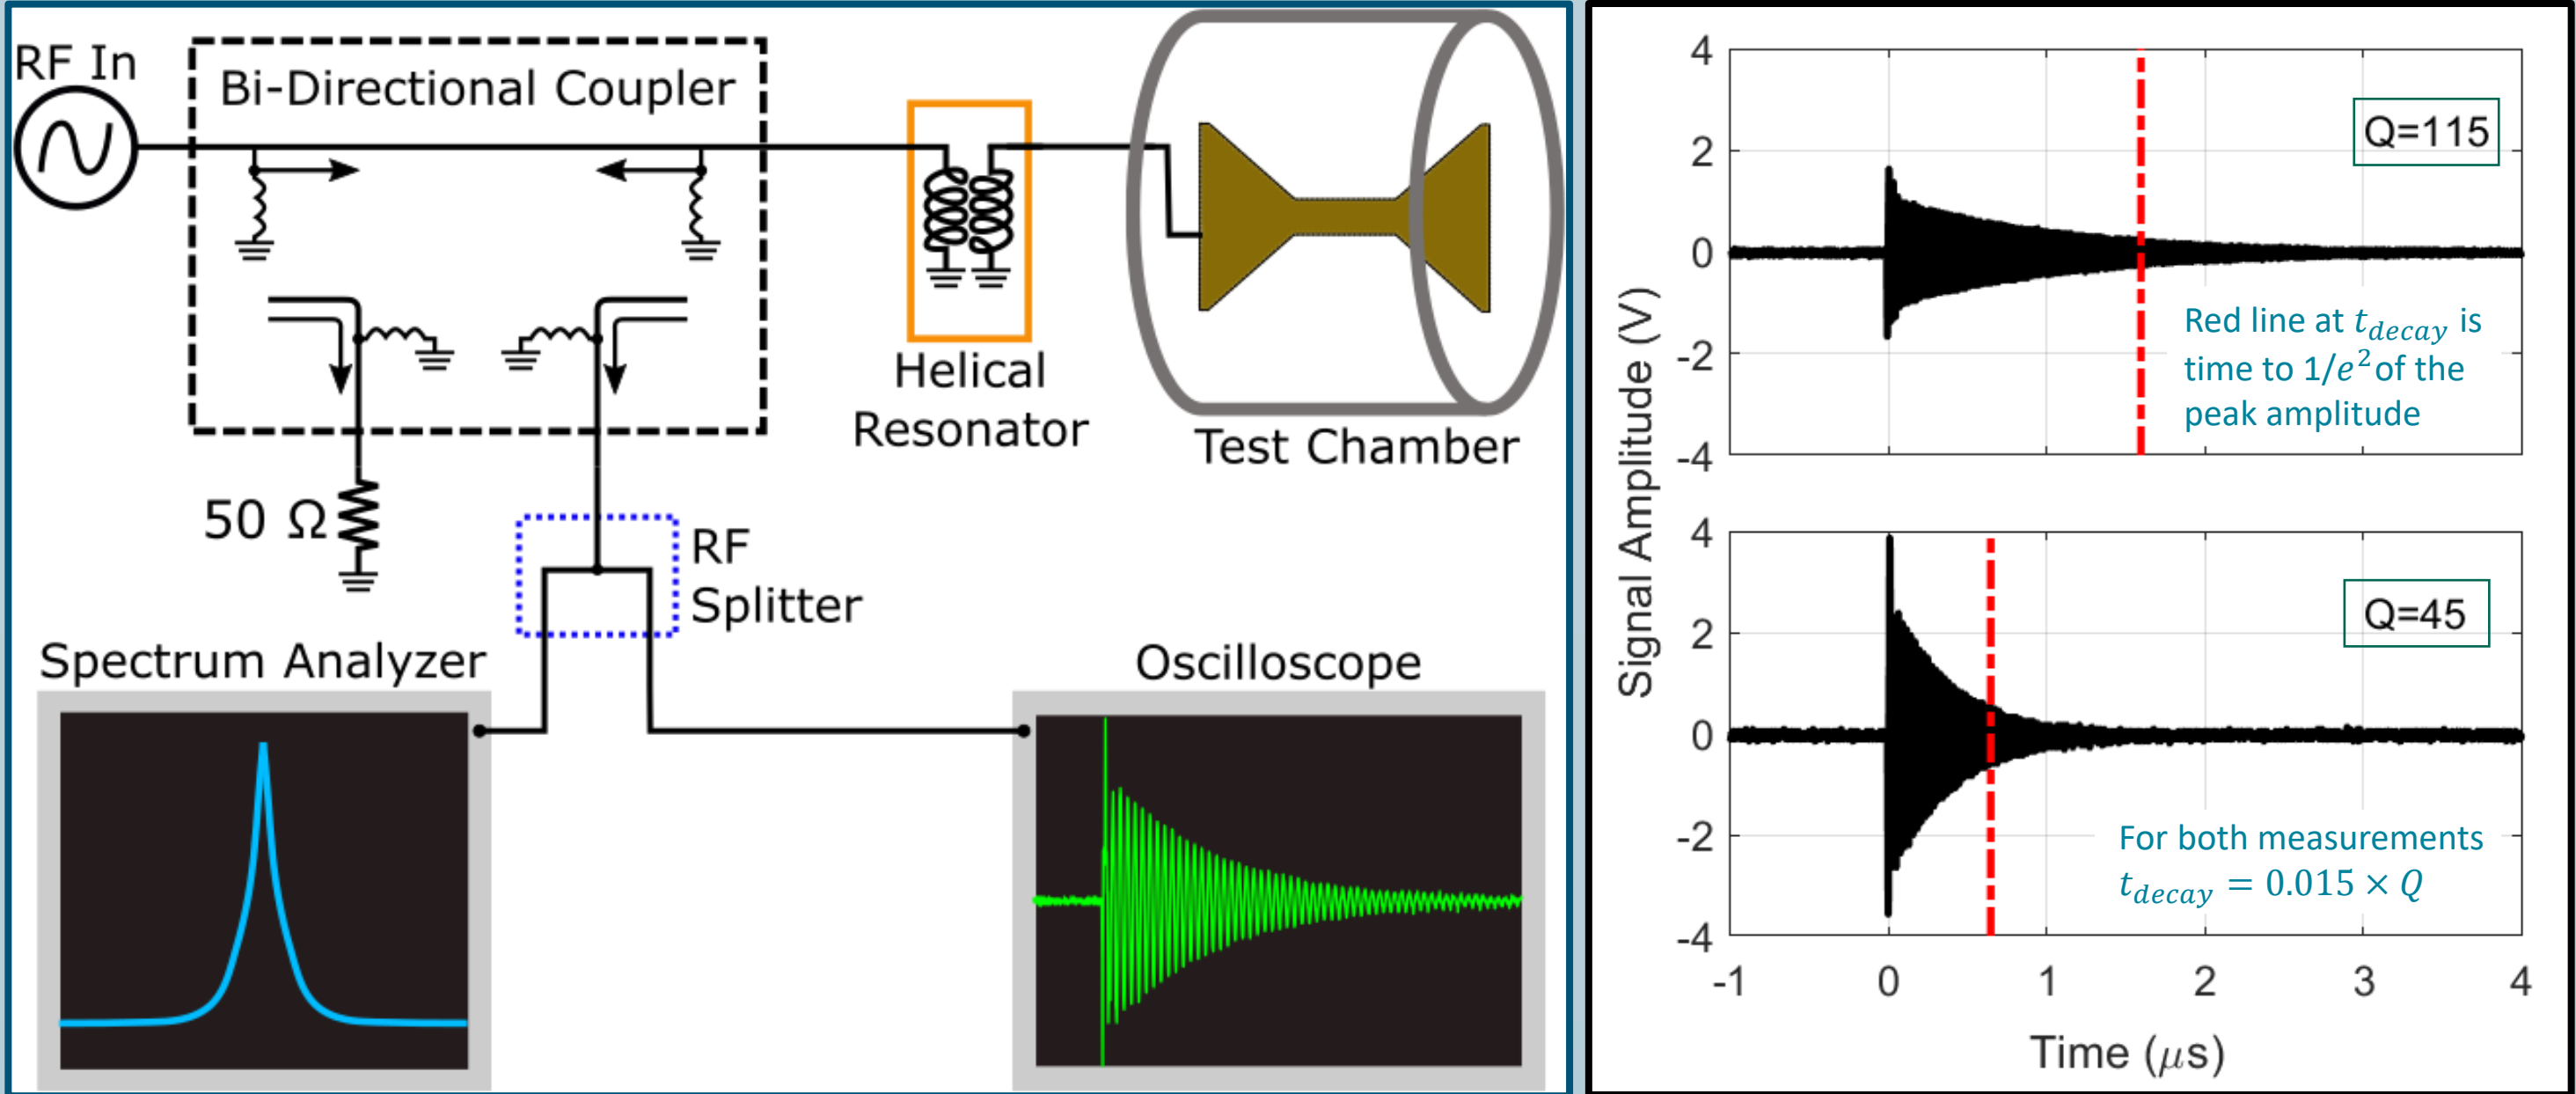 RF In
Bi-Directional Coupler
Helical
Resonator
Test Chamber
50 Ω
RF
Splitter
Spectrum Analyzer
Oscilloscope
Signal Amplitude (V)
4
2
0
-2
-4
Q=115
Red line at t_decay is
time to 1/e² of the
peak amplitude
4
2
0
-2
-4
Q=45
For both measurements
t_decay = 0.015 × Q
-1 0 1 2 3 4
Time (μs)